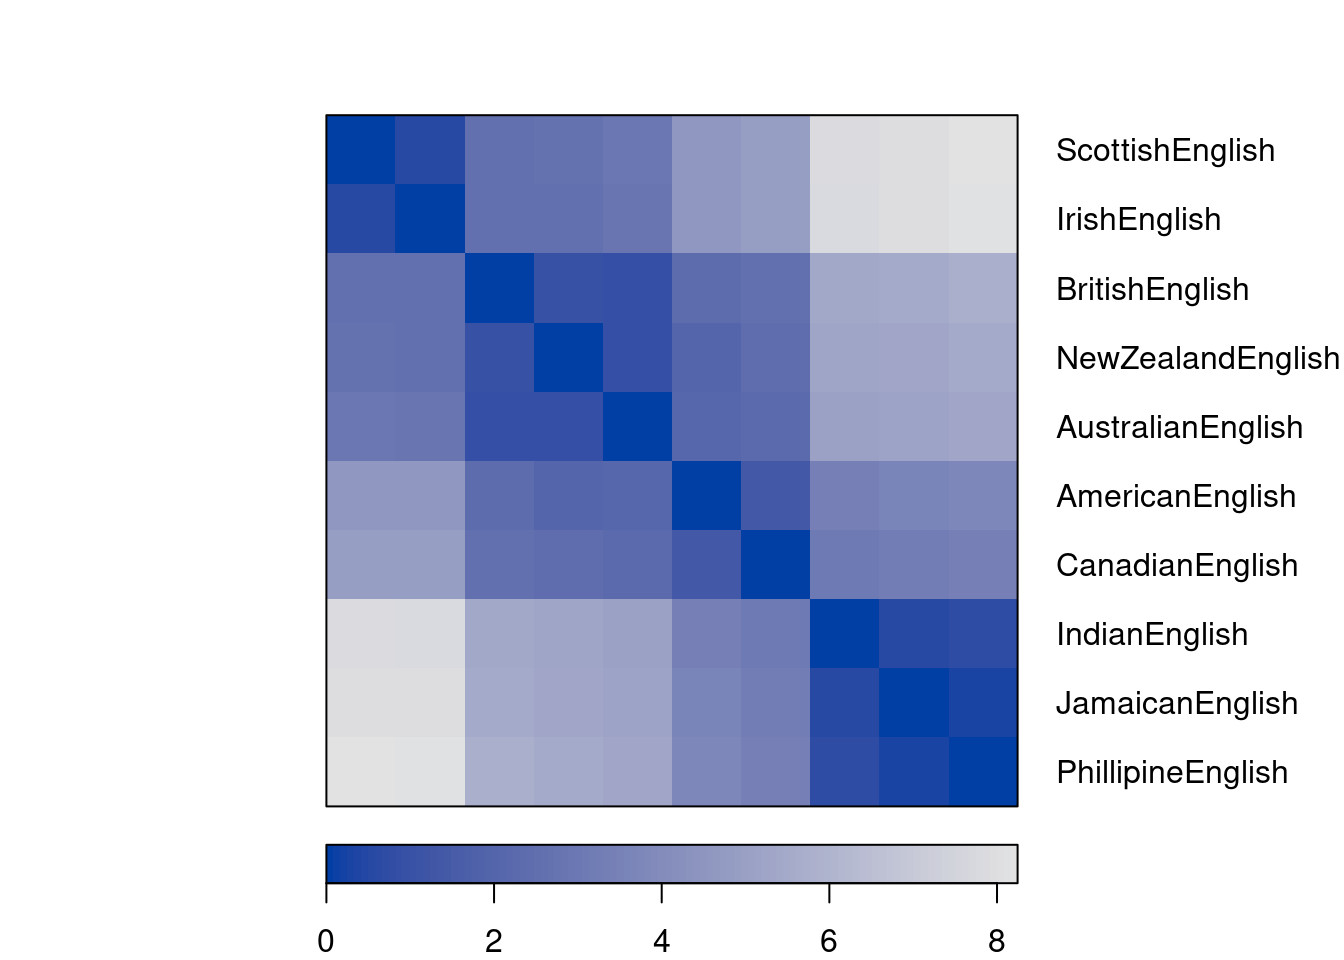 ScottishEnglish
IrishEnglish
BritishEnglish
NewZealandEnglish
AustralianEnglish
AmericanEnglish
CanadianEnglish
IndianEnglish
JamaicanEnglish
PhillipineEnglish
0 2 4 6 8